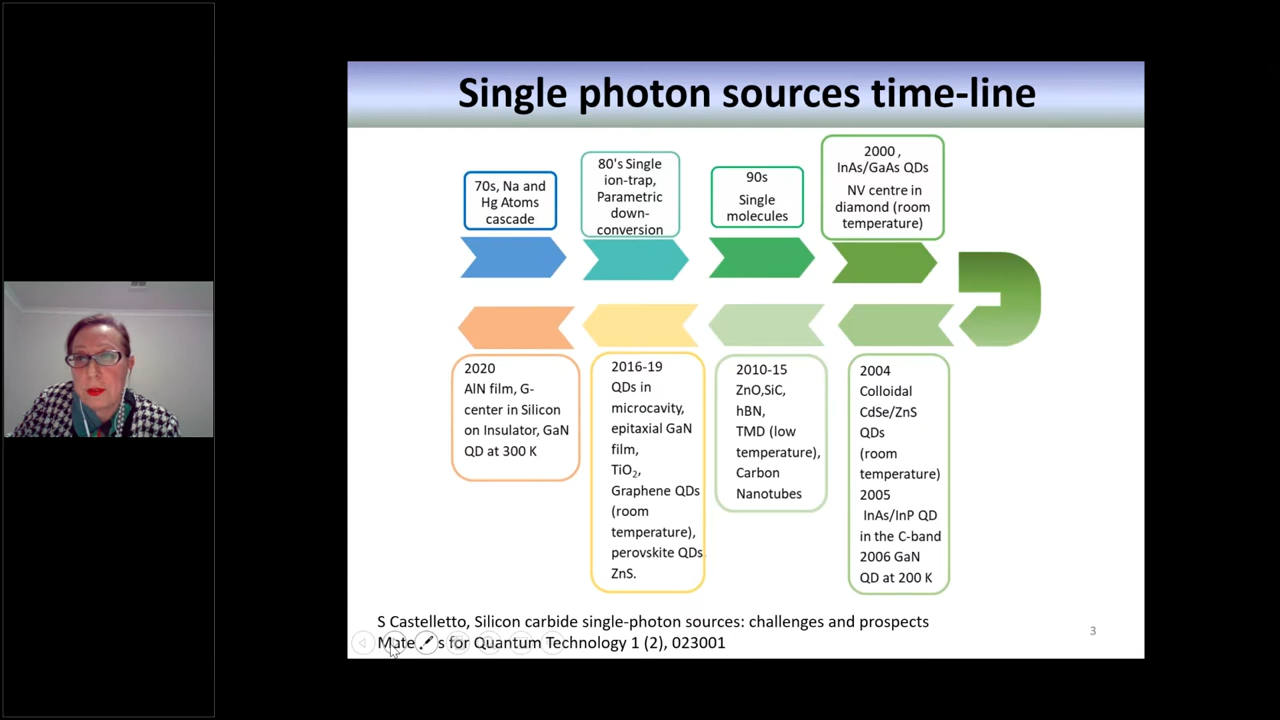 Single photon sources time-line
70s, Na and
Hg Atoms
cascade
80's Single
ion-trap,
Parametric
down-
conversion
90s
Single
molecules
2000 ,
InAs/GaAs QDs
NV centre in
diamond (room
temperature)
2020
AlN film, G-
center in Silicon
on Insulator, GaN
QD at 300 K
2016-19
QDs in
microcavity,
epitaxial GaN
film,
TiO₂,
Graphene QDs
(room
temperature),
perovskite QDs
ZnS.
2010-15
ZnO,SiC,
hBN,
TMD (low
temperature),
Carbon
Nanotubes
2004
Colloidal
CdSe/ZnS
QDs
(room
temperature)
2005
InAs/InP QD
in the C-band
2006 GaN
QD at 200 K
S Castelletto, Silicon carbide single-photon sources: challenges and prospects
for Quantum Technology 1 (2), 023001
3